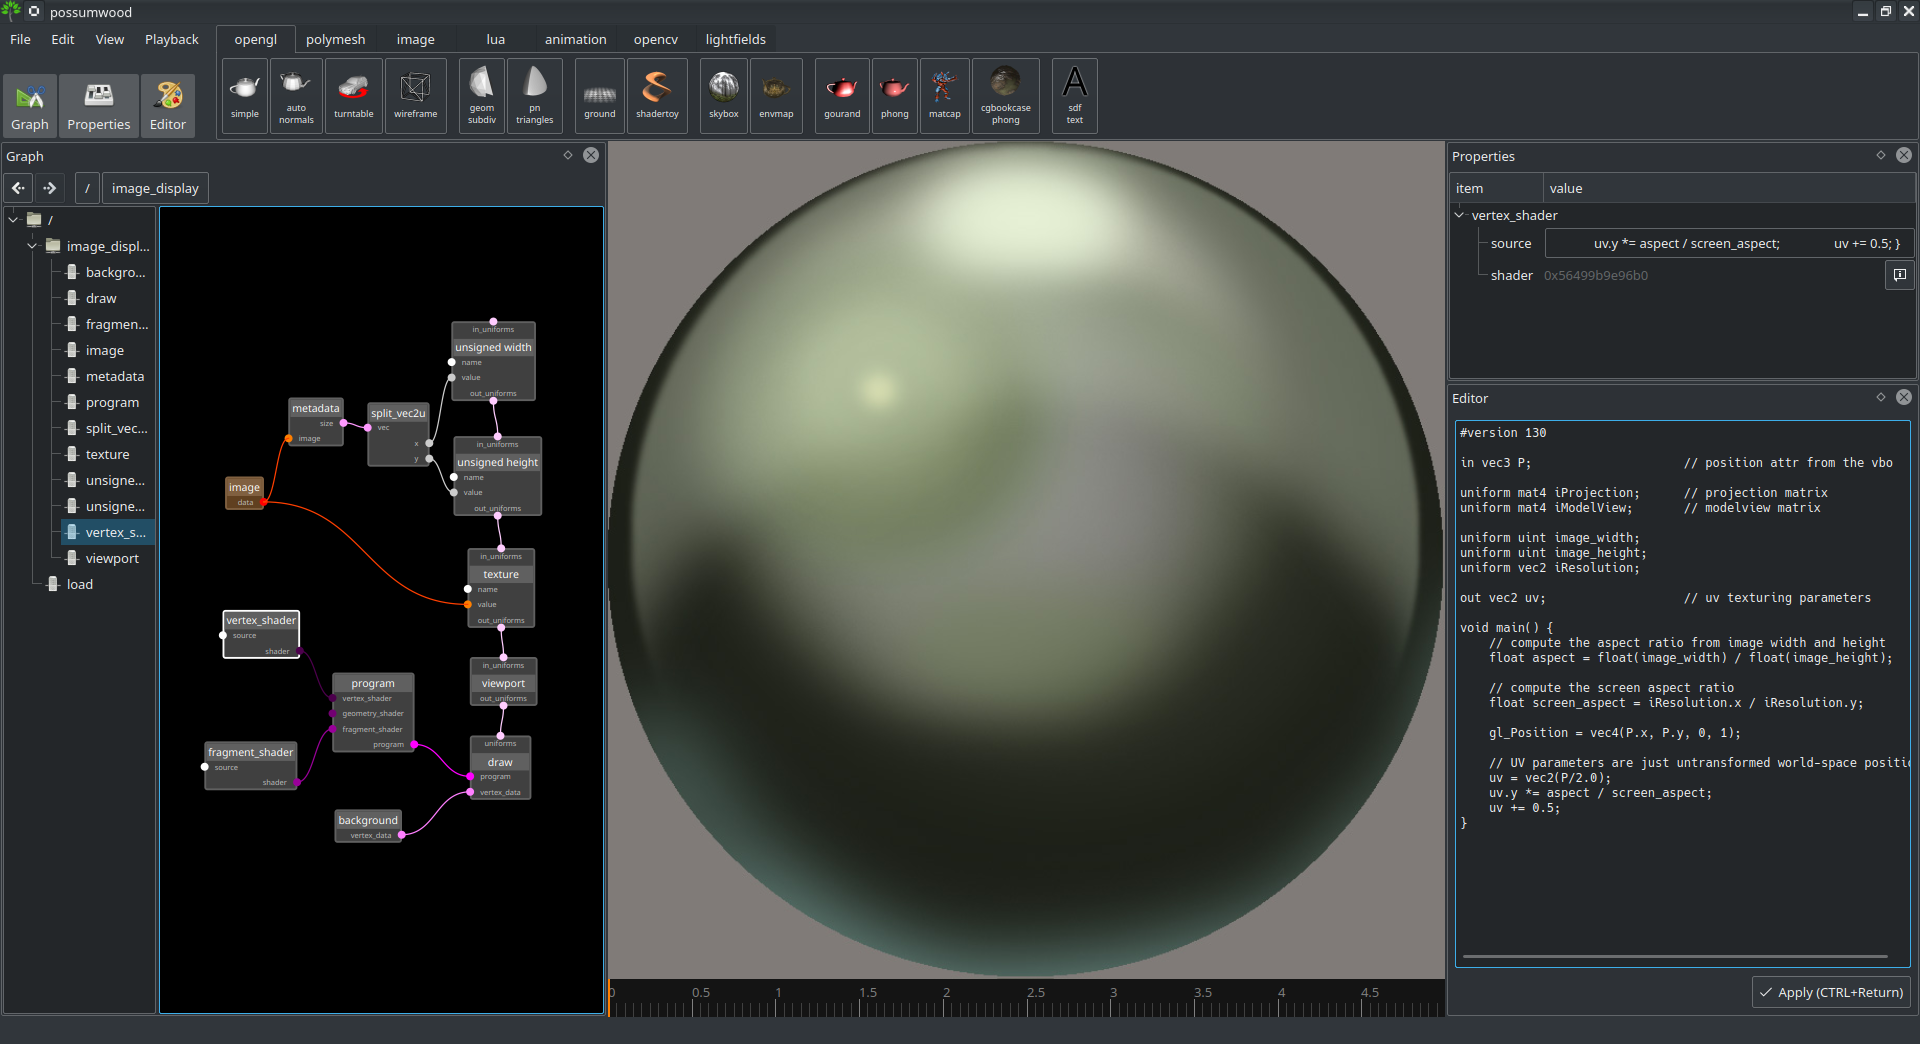 possumwood
File Edit View Playback
opengl polymesh image lua animation opencv lightfields
Graph Properties Editor
simple
auto
normals
turntable
wireframe
geom
subdiv
pn
triangles
ground
shadertoy
skybox
envmap
gourand
phong
matcap
cgbookcase
phong
A
sdf
text
Graph
/ image_display
/
image_displ...
backgro...
draw
fragmen...
image
metadata
program
split_vec...
texture
unsigne...
unsigne...
vertex_s...
viewport
load
in_uniforms
unsigned width
name
value
out_uniforms
metadata
size
image
split_vec2u
vec
x
y
in_uniforms
unsigned height
name
value
out_uniforms
image
data
in_uniforms
texture
name
value
out_uniforms
vertex_shader
source
shader
in_uniforms
viewport
out_uniforms
program
vertex_shader
geometry_shader
fragment_shader
program
fragment_shader
source
shader
uniforms
draw
program
vertex_data
background
vertex_data
0 0.5 1 1.5 2 2.5 3 3.5 4 4.5
Properties
item value
vertex_shader
source uv.y *= aspect / screen_aspect; uv += 0.5; }
shader 0x56499b9e96b0
Editor
#version 130
in vec3 P; // position attr from the vbo
uniform mat4 iProjection; // projection matrix
uniform mat4 iModelView; // modelview matrix
uniform uint image_width;
uniform uint image_height;
uniform vec2 iResolution;
out vec2 uv; // uv texturing parameters
void main() {
// compute the aspect ratio from image width and height
float aspect = float(image_width) / float(image_height);
// compute the screen aspect ratio
float screen_aspect = iResolution.x / iResolution.y;
gl_Position = vec4(P.x, P.y, 0, 1);
// UV parameters are just untransformed world-space positi
uv = vec2(P/2.0);
uv.y *= aspect / screen_aspect;
uv += 0.5;
}
Apply (CTRL+Return)